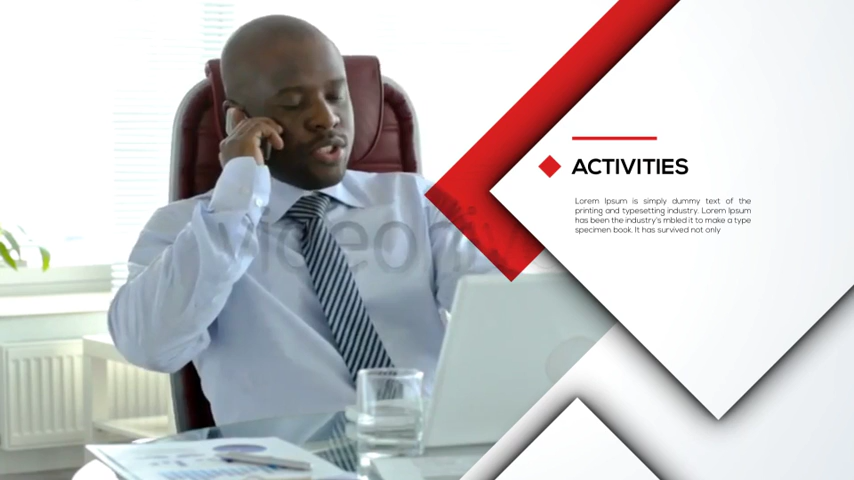 videohive
ACTIVITIES
Lorem Ipsum is simply dummy text of the
printing and typesetting industry. Lorem Ipsum
has been the industry's mbled it to make a type
specimen book. It has survived not only